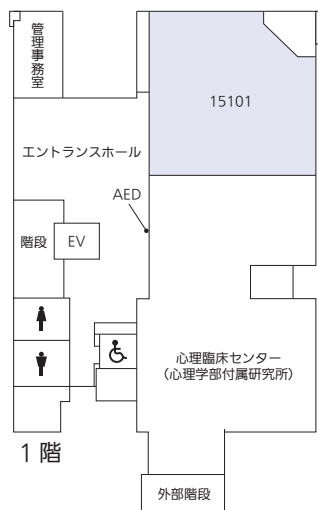 管理事務室
15101
エントランスホール
AED
階段
EV
心理臨床センター
（心理学部付属研究所）
1 階
外部階段